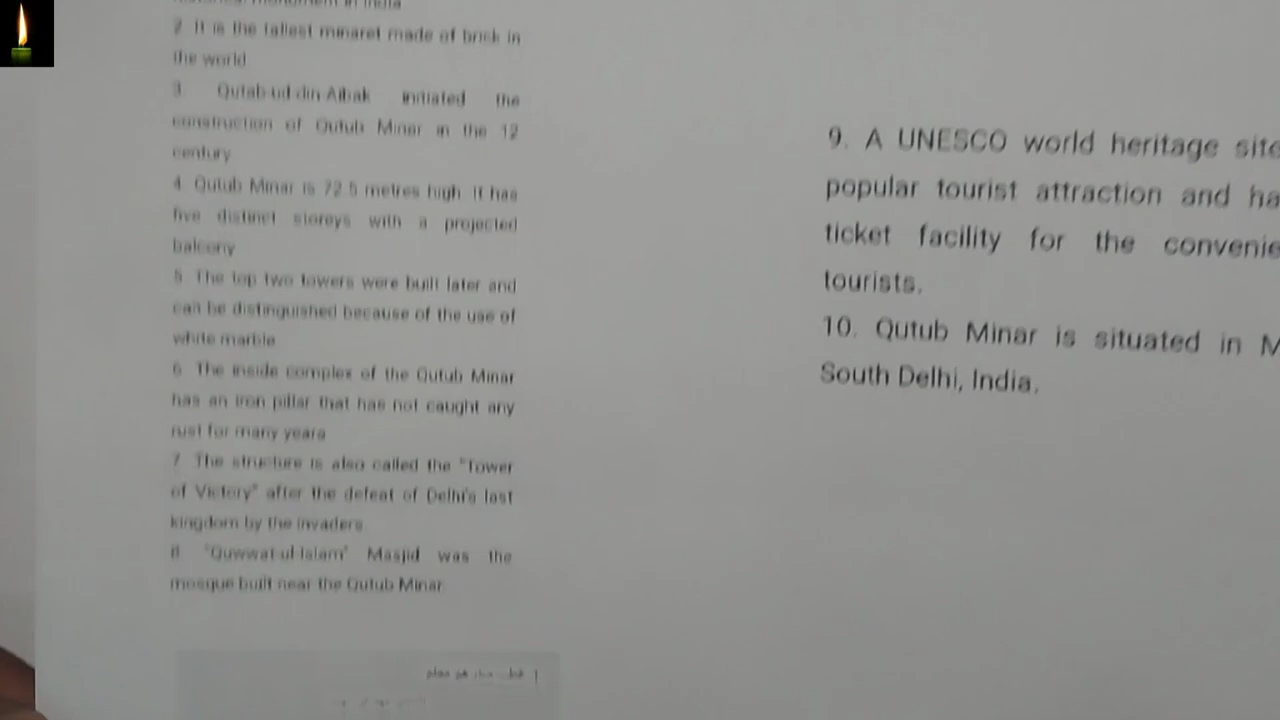 monument in India
2. It is the tallest minaret made of brick in
the world.
3. Qutab-ud-din-Aibak initiated the
construction of Qutub Minar in the 12
century.
4. Qutub Minar is 72.5 metres high. It has
five distinct storeys with a projected
balcony.
5. The top two towers were built later and
can be distinguished because of the use of
white marble.
6. The inside complex of the Qutub Minar
has an iron pillar that has not caught any
rust for many years.
7. The structure is also called the "Tower
of Victory" after the defeat of Delhi's last
kingdom by the invaders.
8. "Quwwat-ul-Islam" Masjid was the
mosque built near the Qutub Minar.
9. A UNESCO world heritage site
popular tourist attraction and ha
ticket facility for the convenie
tourists.
10. Qutub Minar is situated in M
South Delhi, India.